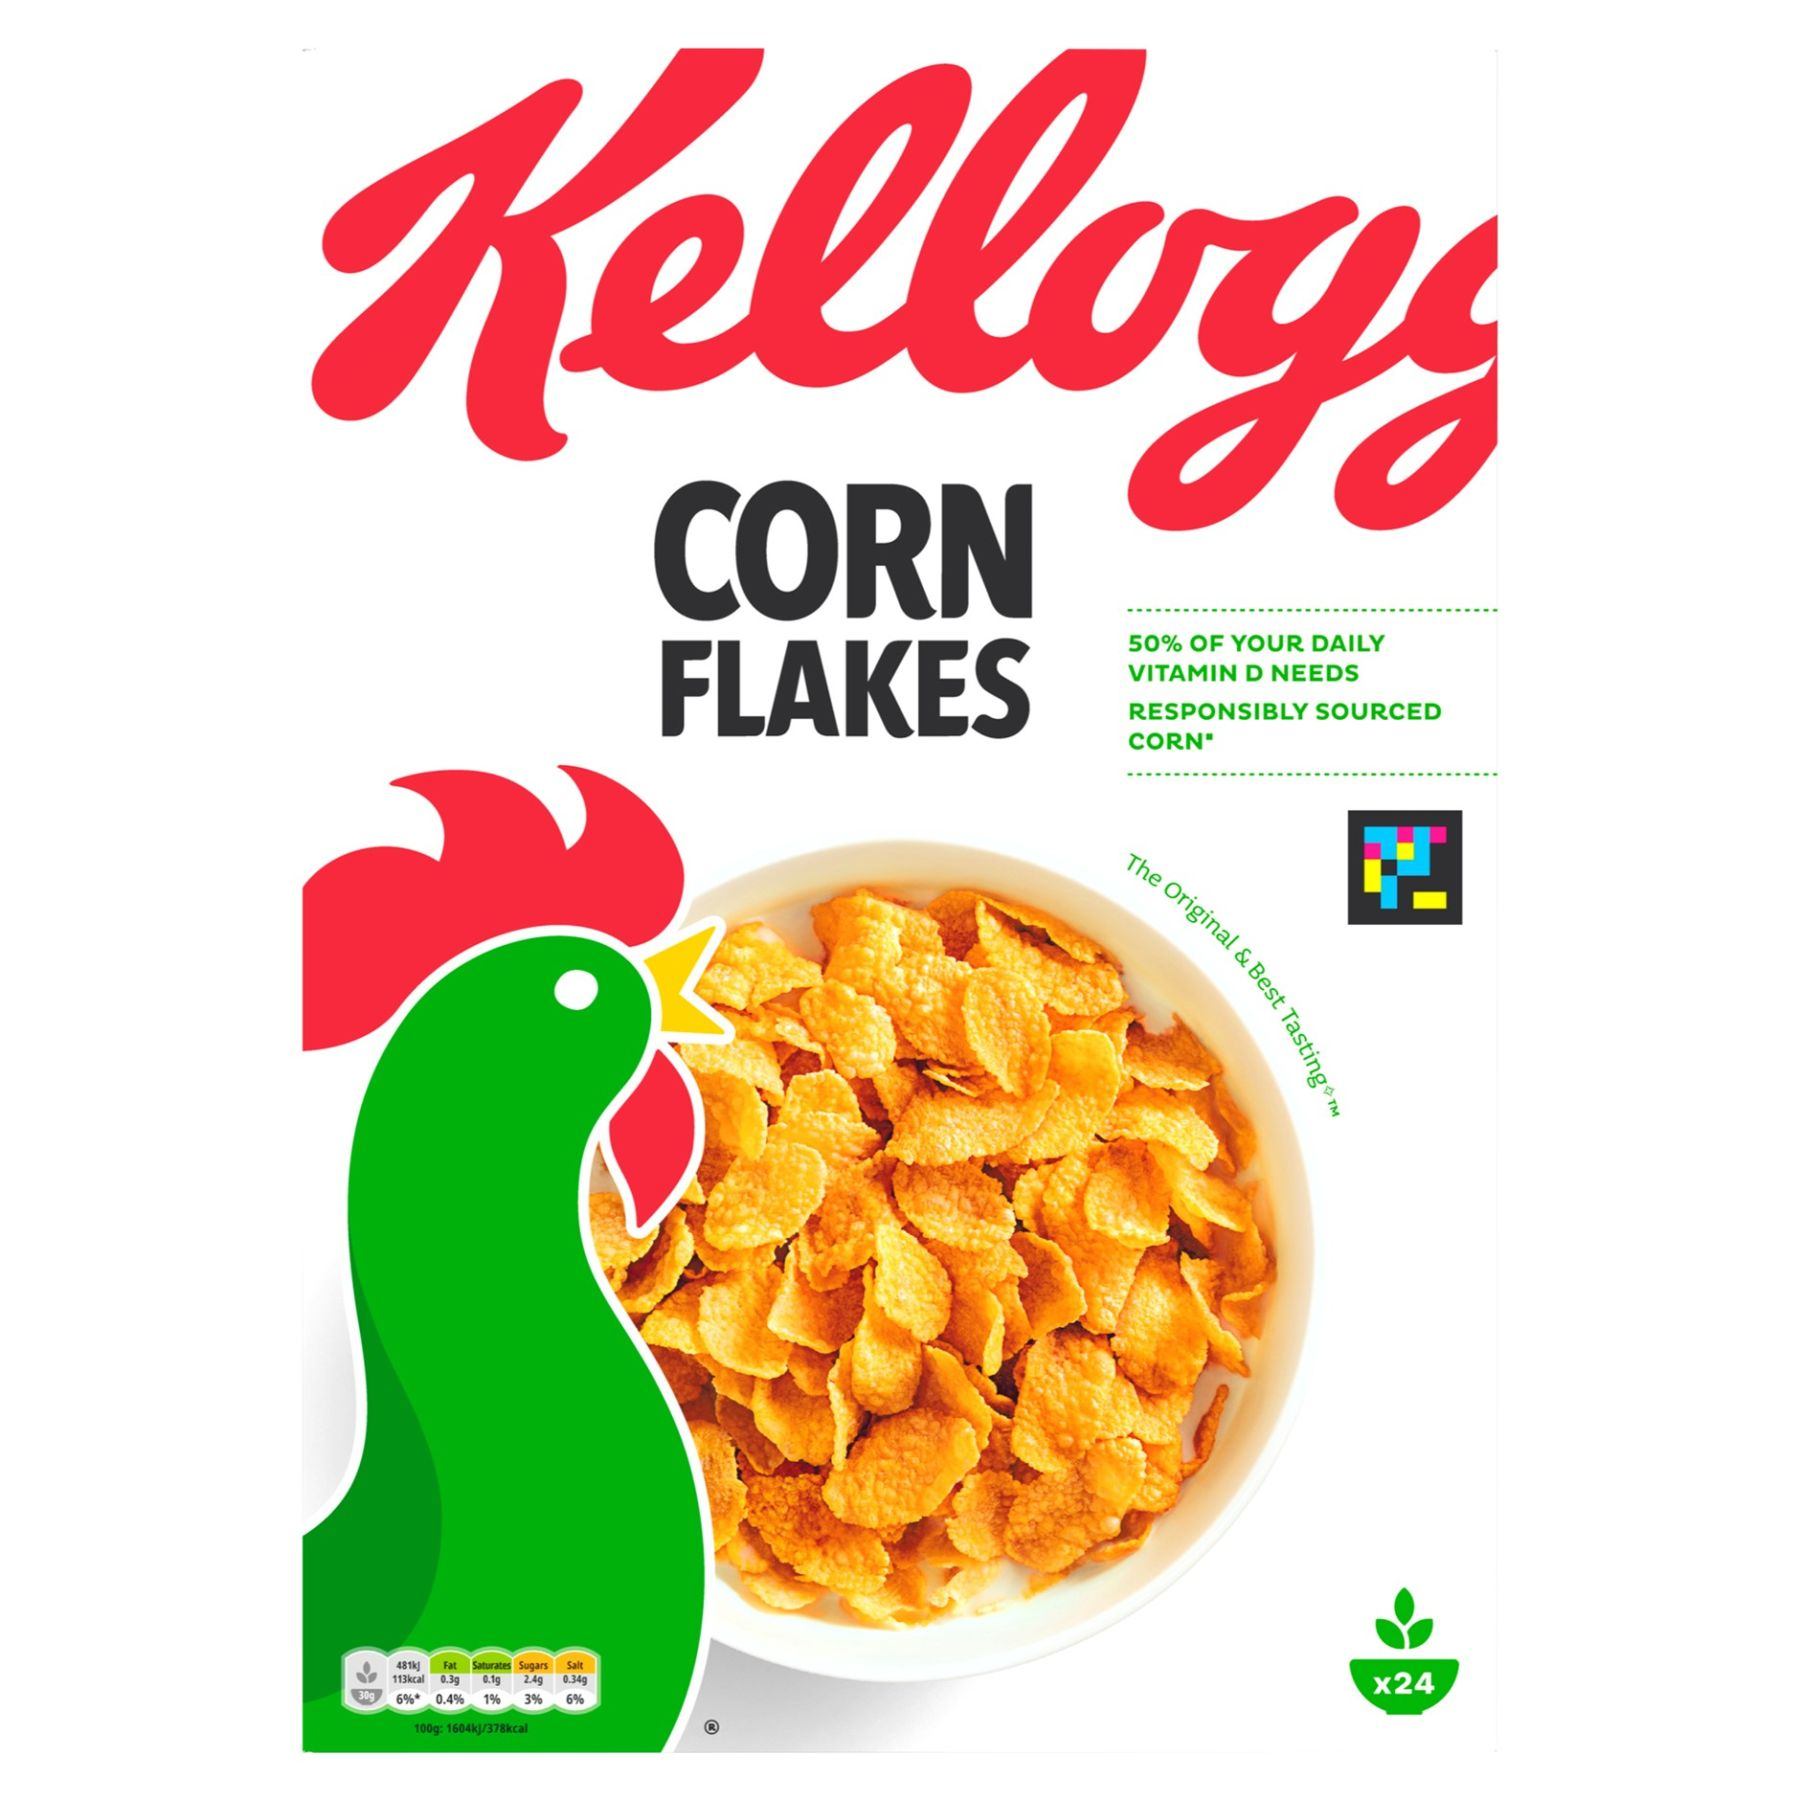 Kellogg
CORN
FLAKES
50% OF YOUR DAILY
VITAMIN D NEEDS
RESPONSIBLY SOURCED
CORN▪
The Original & Best Tasting✧™
x24
481kJ Fat Saturates Sugars Salt
113kcal 0.3g 0.1g 2.4g 0.34g
30g 6%* 0.4% 1% 3% 6%
100g: 1604kJ/378kcal
®